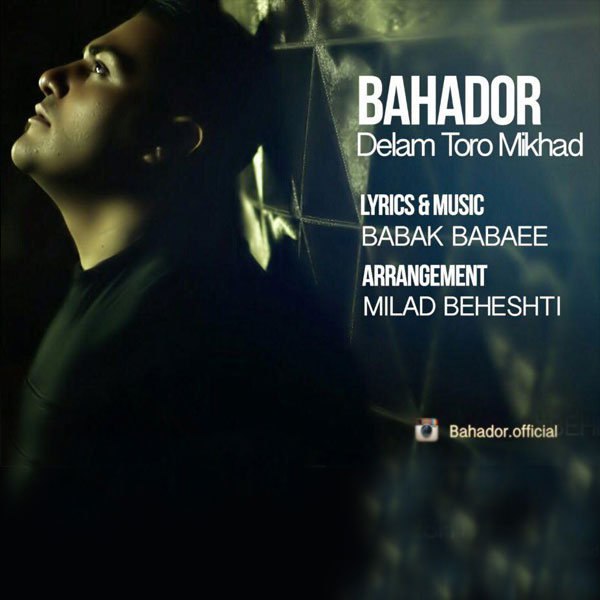 BAHADOR
Delam Toro Mikhad
LYRICS & MUSIC
BABAK BABAEE
ARRANGEMENT
MILAD BEHESHTI
Bahador.official